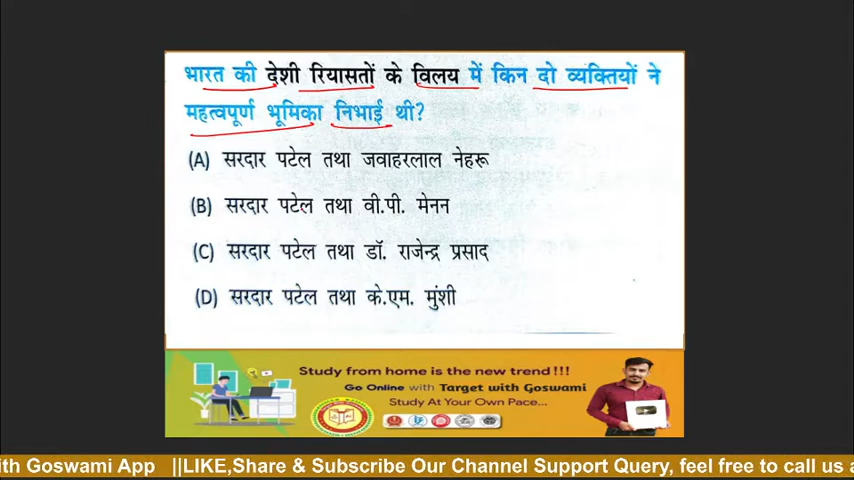 भारत की देशी रियासतों के विलय में किन दो व्यक्तियों ने
महत्वपूर्ण भूमिका निभाई थी?
(A) सरदार पटेल तथा जवाहरलाल नेहरू
(B) सरदार पटेल तथा वी.पी. मेनन
(C) सरदार पटेल तथा डॉ. राजेन्द्र प्रसाद
(D) सरदार पटेल तथा के.एम. मुंशी
Study from home is the new trend!!!
Go Online with Target with Goswami
Study At Your Own Pace...
ith Goswami App ||LIKE,Share & Subscribe Our Channel Support Query, feel free to call us a